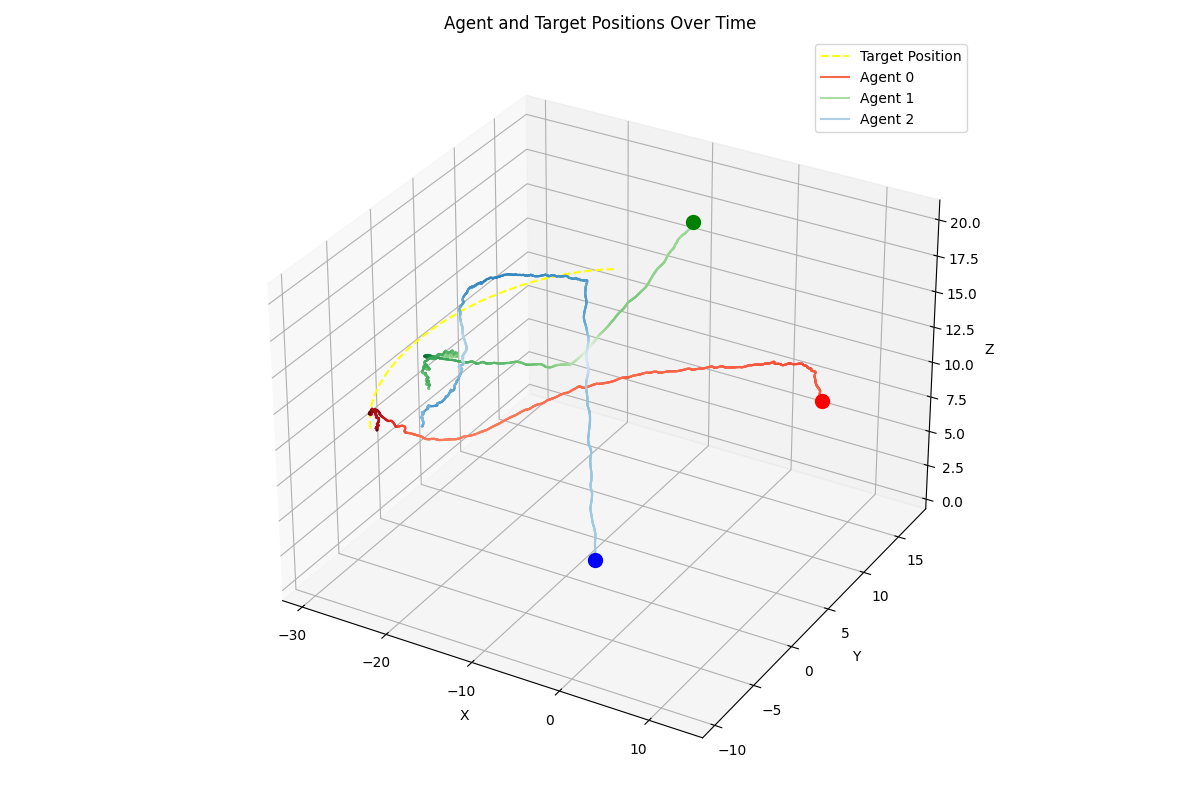 Agent and Target Positions Over Time
Target Position
Agent 0
Agent 1
Agent 2
20.0
17.5
15.0
12.5
10.0
7.5
5.0
2.5
0.0
Z
15
10
5
0
−5
−10
Y
−30
−20
−10
0
10
X